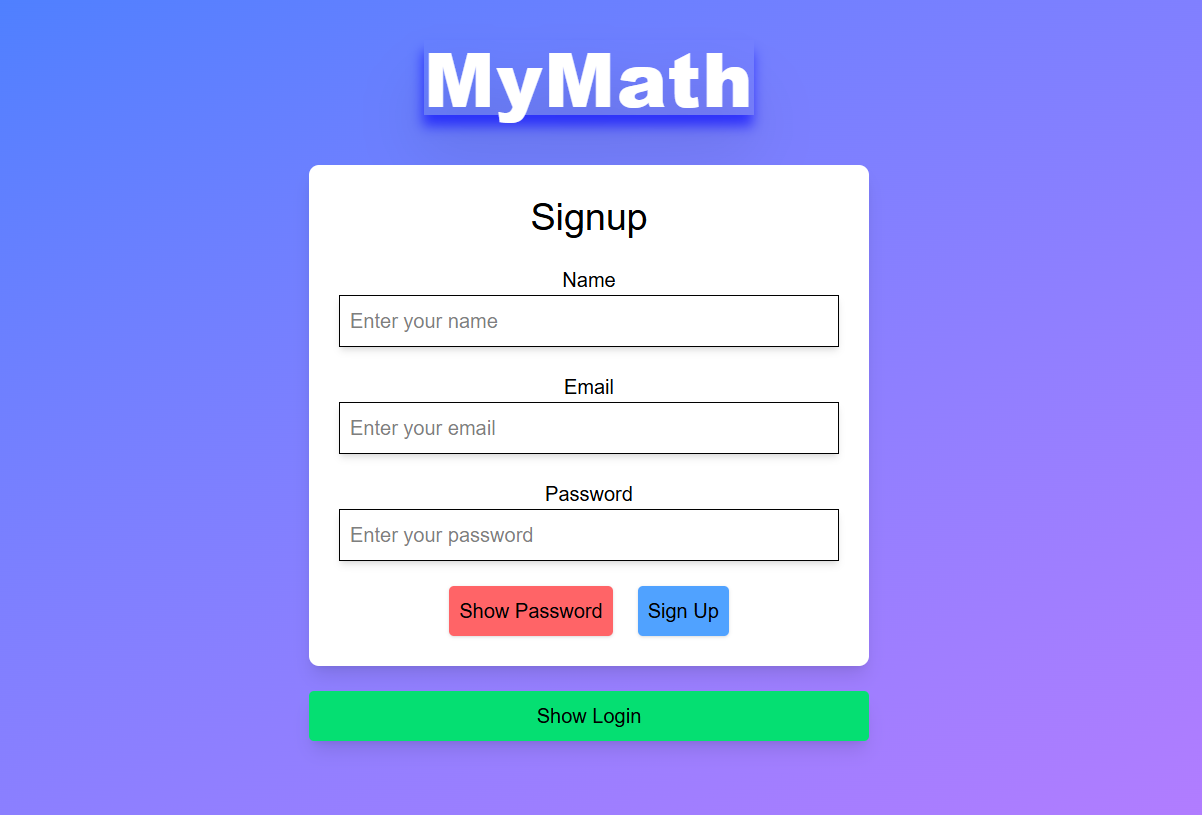 MyMath
Signup
Name
Enter your name
Email
Enter your email
Password
Enter your password
Show Password Sign Up
Show Login